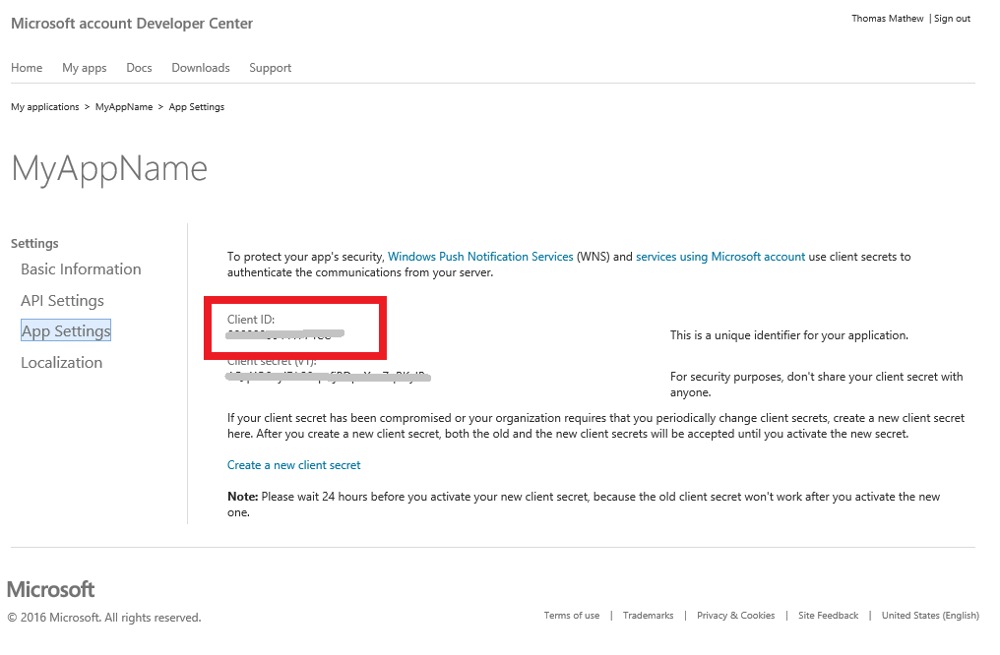 Microsoft account Developer Center
Thomas Mathew | Sign out
Home My apps Docs Downloads Support
My applications > MyAppName > App Settings
MyAppName
Settings
Basic Information
API Settings
App Settings
Localization
To protect your app's security, Windows Push Notification Services (WNS) and services using Microsoft account use client secrets to
authenticate the communications from your server.
Client ID:
This is a unique identifier for your application.
Client secret (v1):
For security purposes, don't share your client secret with
anyone.
If your client secret has been compromised or your organization requires that you periodically change client secrets, create a new client secret
here. After you create a new client secret, both the old and the new client secrets will be accepted until you activate the new secret.
Create a new client secret
Note: Please wait 24 hours before you activate your new client secret, because the old client secret won't work after you activate the new
one.
Microsoft
© 2016 Microsoft. All rights reserved.
Terms of use | Trademarks | Privacy & Cookies | Site Feedback | United States (English)